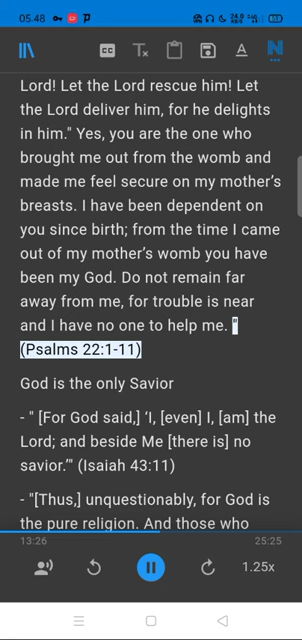 05.48
CC
Lord! Let the Lord rescue him! Let
the Lord deliver him, for he delights
in him." Yes, you are the one who
brought me out from the womb and
made me feel secure on my mother’s
breasts. I have been dependent on
you since birth; from the time I came
out of my mother’s womb you have
been my God. Do not remain far
away from me, for trouble is near
and I have no one to help me. "
(Psalms 22:1-11)
God is the only Savior
- " [For God said,] ‘I, [even] I, [am] the
Lord; and beside Me [there is] no
savior.’" (Isaiah 43:11)
- "[Thus,] unquestionably, for God is
the pure religion. And those who
13:26 25:25
1.25x